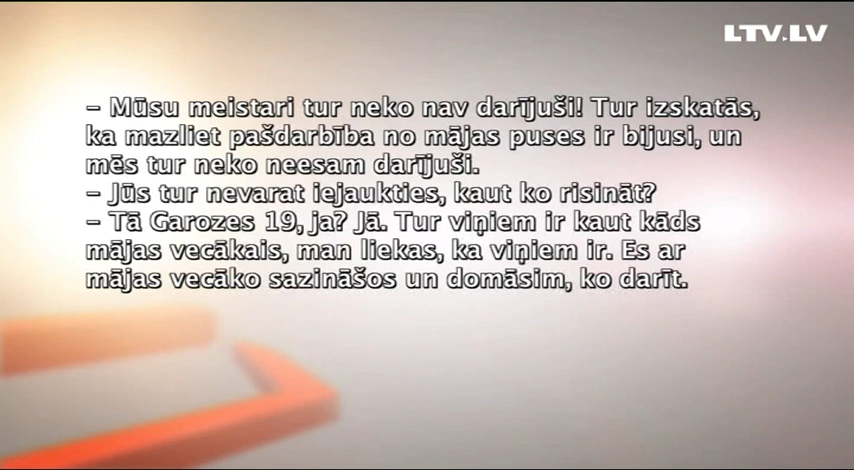 LTV.LV
– Mūsu meistari tur neko nav darījuši! Tur izskatās,
ka mazliet pašdarbība no mājas puses ir bijusi, un
mēs tur neko neesam darījuši.
– Jūs tur nevarat iejaukties, kaut ko risināt?
– Tā Garozes 19, ja? Jā. Tur viņiem ir kaut kāds
mājas vecākais, man liekas, ka viņiem ir. Es ar
mājas vecāko sazināšos un domāsim, ko darīt.